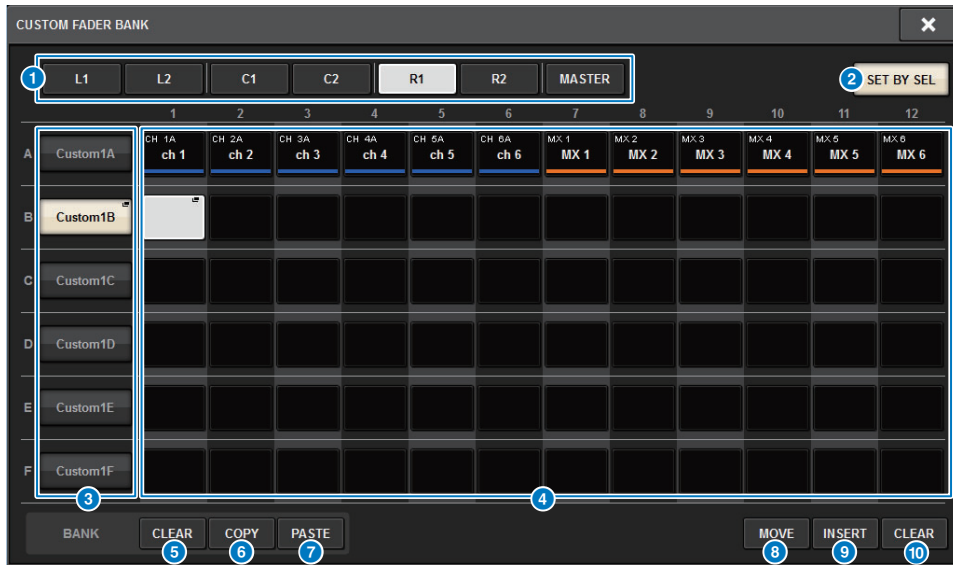 CUSTOM FADER BANK
1 L1 L2 C1 C2 R1 R2 MASTER 2 SET BY SEL
1 2 3 4 5 6 7 8 9 10 11 12
CH 1A CH 2A CH 3A CH 4A CH 5A CH 6A MX 1 MX 2 MX 3 MX 4 MX 5 MX 6
A Custom1A ch 1 ch 2 ch 3 ch 4 ch 5 ch 6 MX 1 MX 2 MX 3 MX 4 MX 5 MX 6
B Custom1B
C Custom1C
D Custom1D
E Custom1E
F Custom1F
3 4
BANK CLEAR COPY PASTE MOVE INSERT CLEAR
5 6 7 8 9 10